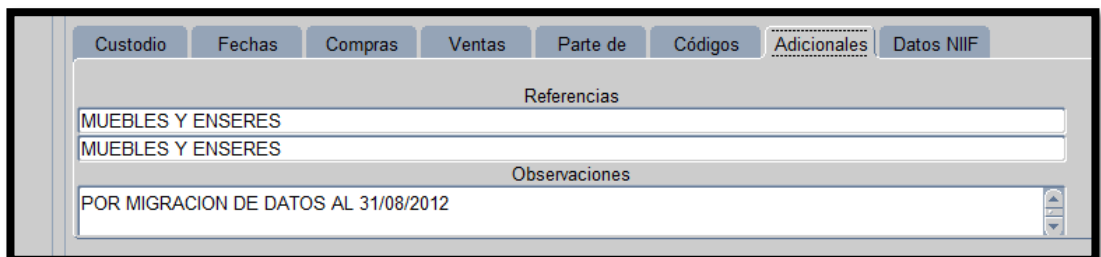 Custodio Fechas Compras Ventas Parte de Códigos Adicionales Datos NIIF
Referencias
MUEBLES Y ENSERES
MUEBLES Y ENSERES
Observaciones
POR MIGRACION DE DATOS AL 31/08/2012